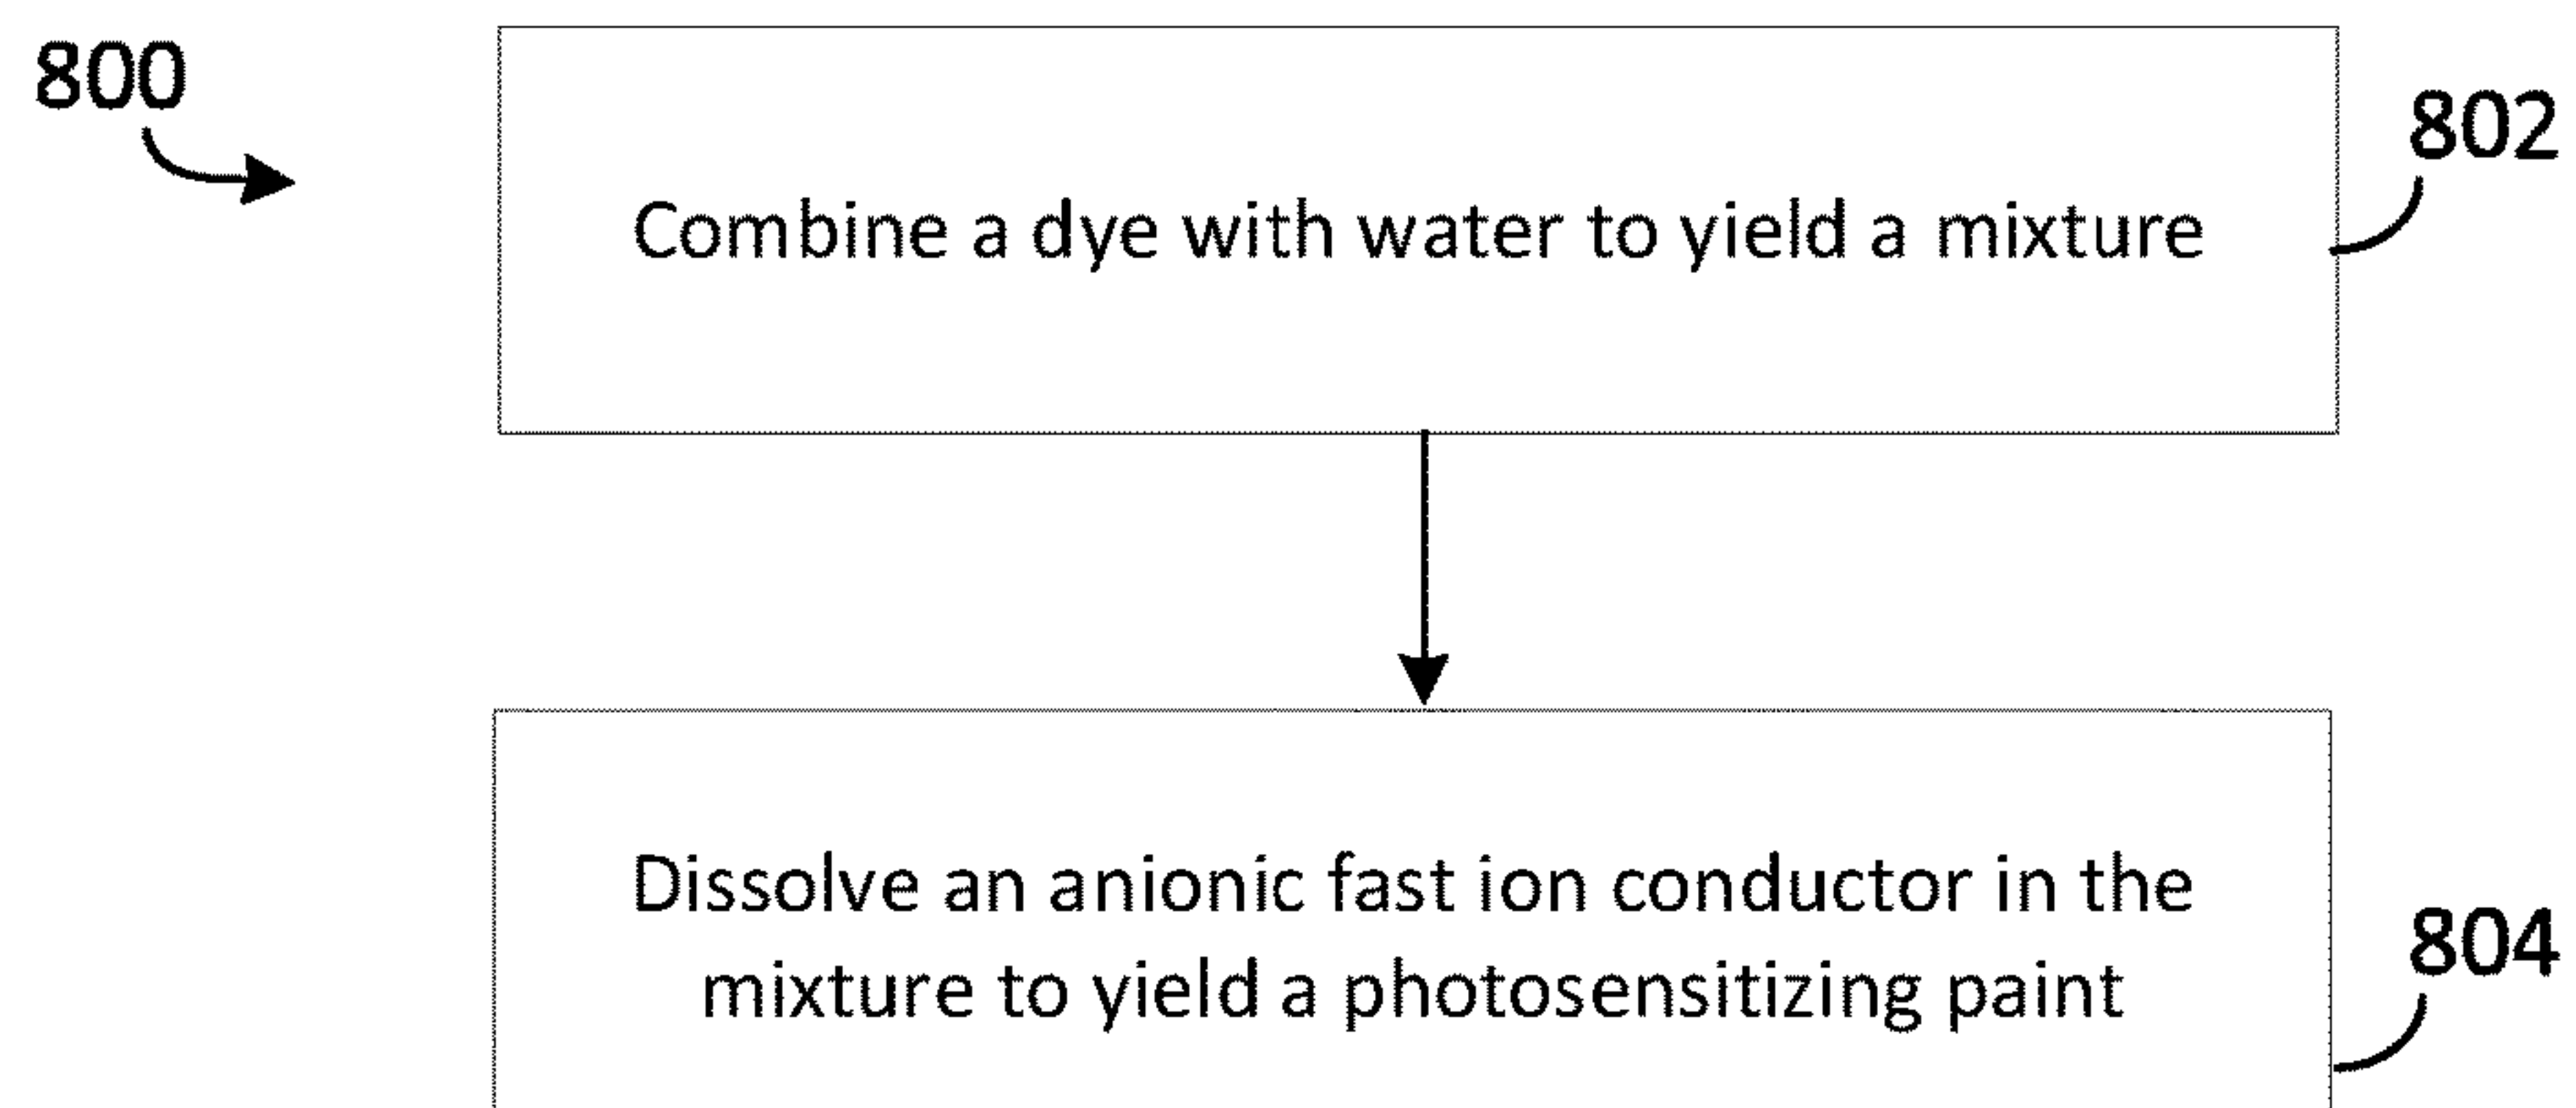 800
802
Combine a dye with water to yield a mixture
Dissolve an anionic fast ion conductor in the
mixture to yield a photosensitizing paint
804